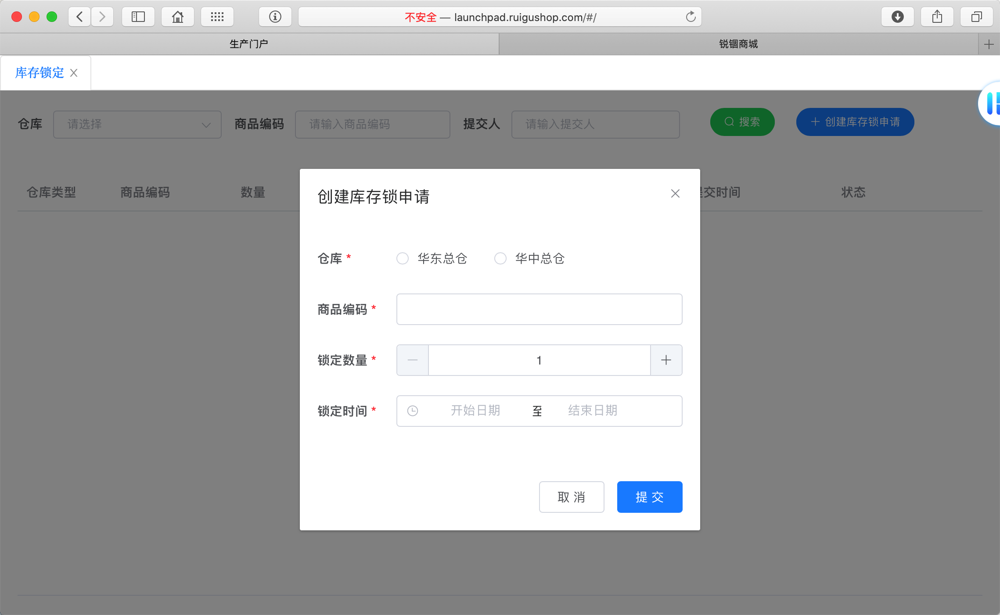 不安全 — launchpad.ruigushop.com/#/
生产门户 锐锢商城
库存锁定
仓库 请选择 商品编码 请输入商品编码 提交人 请输入提交人 搜索 创建库存锁申请
仓库类型 商品编码 数量 交时间 状态
创建库存锁申请
仓库 * 华东总仓 华中总仓
商品编码 *
锁定数量 * 1
锁定时间 * 开始日期 至 结束日期
取消 提交